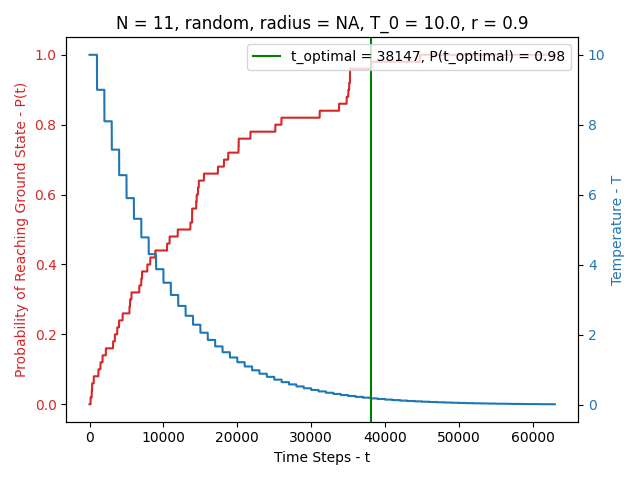 N = 11, random, radius = NA, T_0 = 10.0, r = 0.9
t_optimal = 38147, P(t_optimal) = 0.98
Probability of Reaching Ground State - P(t)
1.0
0.8
0.6
0.4
0.2
0.0
10
8
6
4
2
0
Temperature - T
0 10000 20000 30000 40000 50000 60000
Time Steps - t